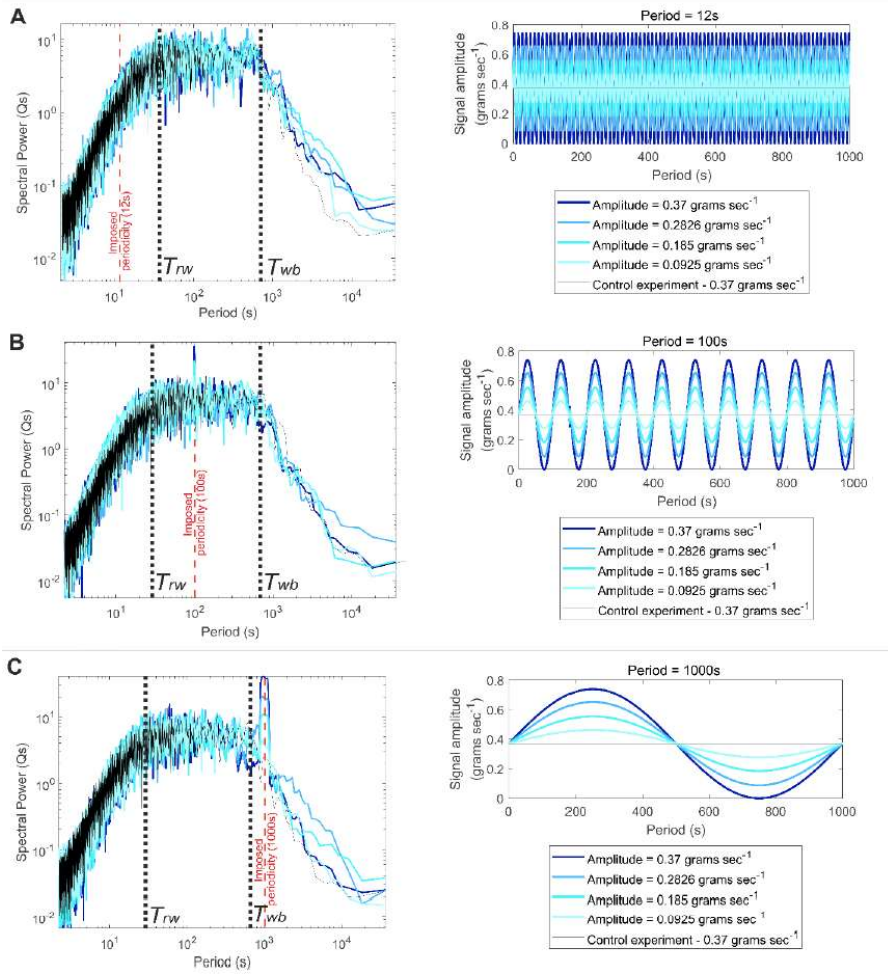 A
Spectral Power (Qs)
10^1
10^0
10^-1
10^-2
Imposed
periodicity (12s)
T_rw
T_wb
10^1 10^2 10^3 10^4
Period (s)
Period = 12s
Signal amplitude
(grams sec^-1)
0.8
0.6
0.4
0.2
0
0 100 200 300 400 500 600 700 800 900 1000
Period (s)
Amplitude = 0.37 grams sec^-1
Amplitude = 0.2826 grams sec^-1
Amplitude = 0.185 grams sec^-1
Amplitude = 0.0925 grams sec^-1
Control experiment - 0.37 grams sec^-1
B
Spectral Power (Qs)
10^1
10^0
10^-1
10^-2
Imposed
periodicity (100s)
T_rw
T_wb
10^1 10^2 10^3 10^4
Period (s)
Period = 100s
Signal amplitude
(grams sec^-1)
0.8
0.6
0.4
0.2
0
0 200 400 600 800 1000
Period (s)
Amplitude = 0.37 grams sec^-1
Amplitude = 0.2826 grams sec^-1
Amplitude = 0.185 grams sec^-1
Amplitude = 0.0925 grams sec^-1
Control experiment - 0.37 grams sec^-1
C
Spectral Power (Qs)
10^1
10^0
10^-1
10^-2
Imposed
periodicity (1000s)
T_rw
T_wb
10^1 10^2 10^3 10^4
Period (s)
Period = 1000s
Signal amplitude
(grams sec^-1)
0.8
0.6
0.4
0.2
0
0 200 400 600 800 1000
Period (s)
Amplitude = 0.37 grams sec^-1
Amplitude = 0.2826 grams sec^-1
Amplitude = 0.185 grams sec^-1
Amplitude = 0.0925 grams sec^-1
Control experiment - 0.37 grams sec^-1